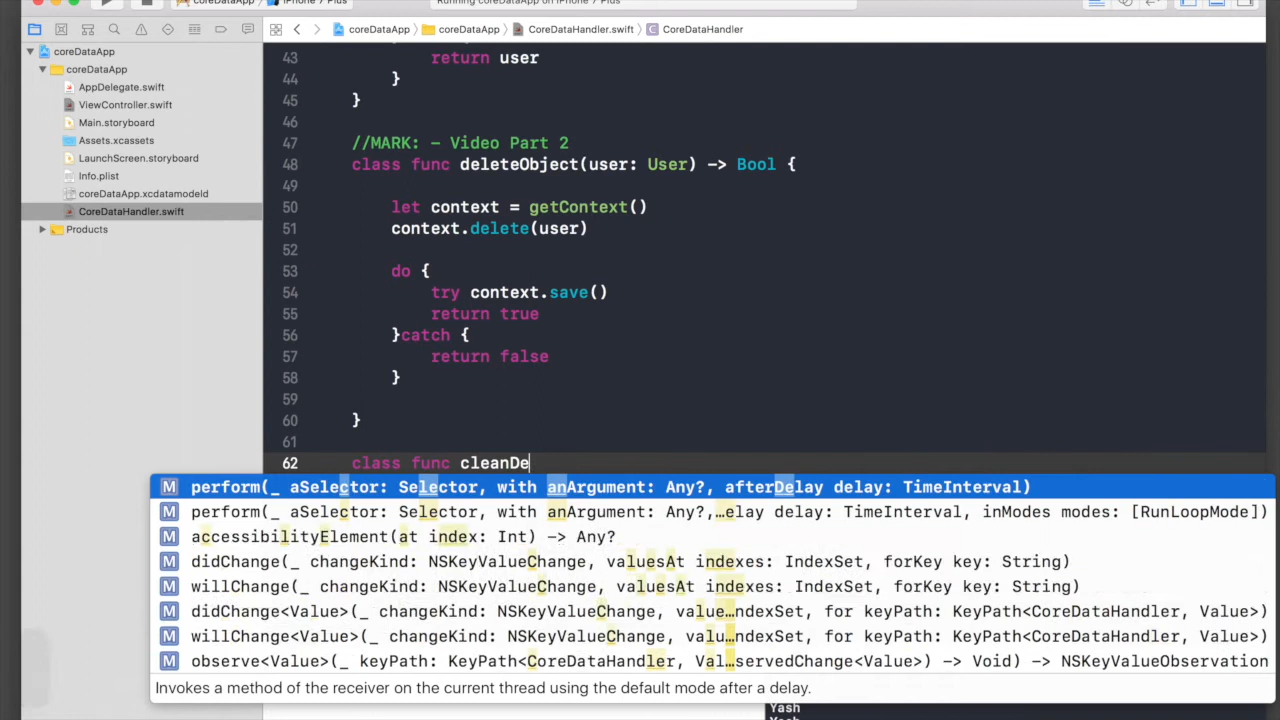 coreDataApp
iPhone 7 Plus
Running coreDataApp on iPhone 7 Plus
coreDataApp
coreDataApp
CoreDataHandler.swift
CoreDataHandler
coreDataApp
coreDataApp
AppDelegate.swift
ViewController.swift
Main.storyboard
Assets.xcassets
LaunchScreen.storyboard
Info.plist
coreDataApp.xcdatamodeld
CoreDataHandler.swift
Products
43 return user
44 }
45 }
46
47 //MARK: - Video Part 2
48 class func deleteObject(user: User) -> Bool {
49
50 let context = getContext()
51 context.delete(user)
52
53 do {
54 try context.save()
55 return true
56 }catch {
57 return false
58 }
59
60 }
61
62 class func cleanDe
M perform(_ aSelector: Selector, with anArgument: Any?, afterDelay delay: TimeInterval)
M perform(_ aSelector: Selector, with anArgument: Any?,…elay delay: TimeInterval, inModes modes: [RunLoopMode])
M accessibilityElement(at index: Int) -> Any?
M didChange(_ changeKind: NSKeyValueChange, valuesAt indexes: IndexSet, forKey key: String)
M willChange(_ changeKind: NSKeyValueChange, valuesAt indexes: IndexSet, forKey key: String)
M didChange<Value>(_ changeKind: NSKeyValueChange, value…ndexSet, for keyPath: KeyPath<CoreDataHandler, Value>)
M willChange<Value>(_ changeKind: NSKeyValueChange, valu…ndexSet, for keyPath: KeyPath<CoreDataHandler, Value>)
M observe<Value>(_ keyPath: KeyPath<CoreDataHandler, Val…servedChange<Value>) -> Void) -> NSKeyValueObservation
Invokes a method of the receiver on the current thread using the default mode after a delay.
Yash